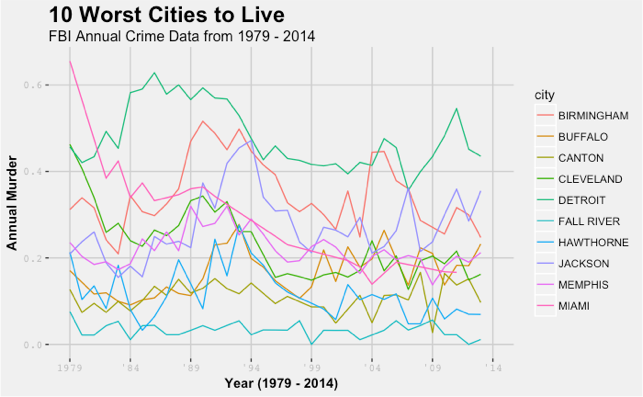 10 Worst Cities to Live
FBI Annual Crime Data from 1979 - 2014
Annual Murder
0.6
0.4
0.2
0.0
1979 '84 '89 '94 '99 '04 '09 '14
Year (1979 - 2014)
city
BIRMINGHAM
BUFFALO
CANTON
CLEVELAND
DETROIT
FALL RIVER
HAWTHORNE
JACKSON
MEMPHIS
MIAMI